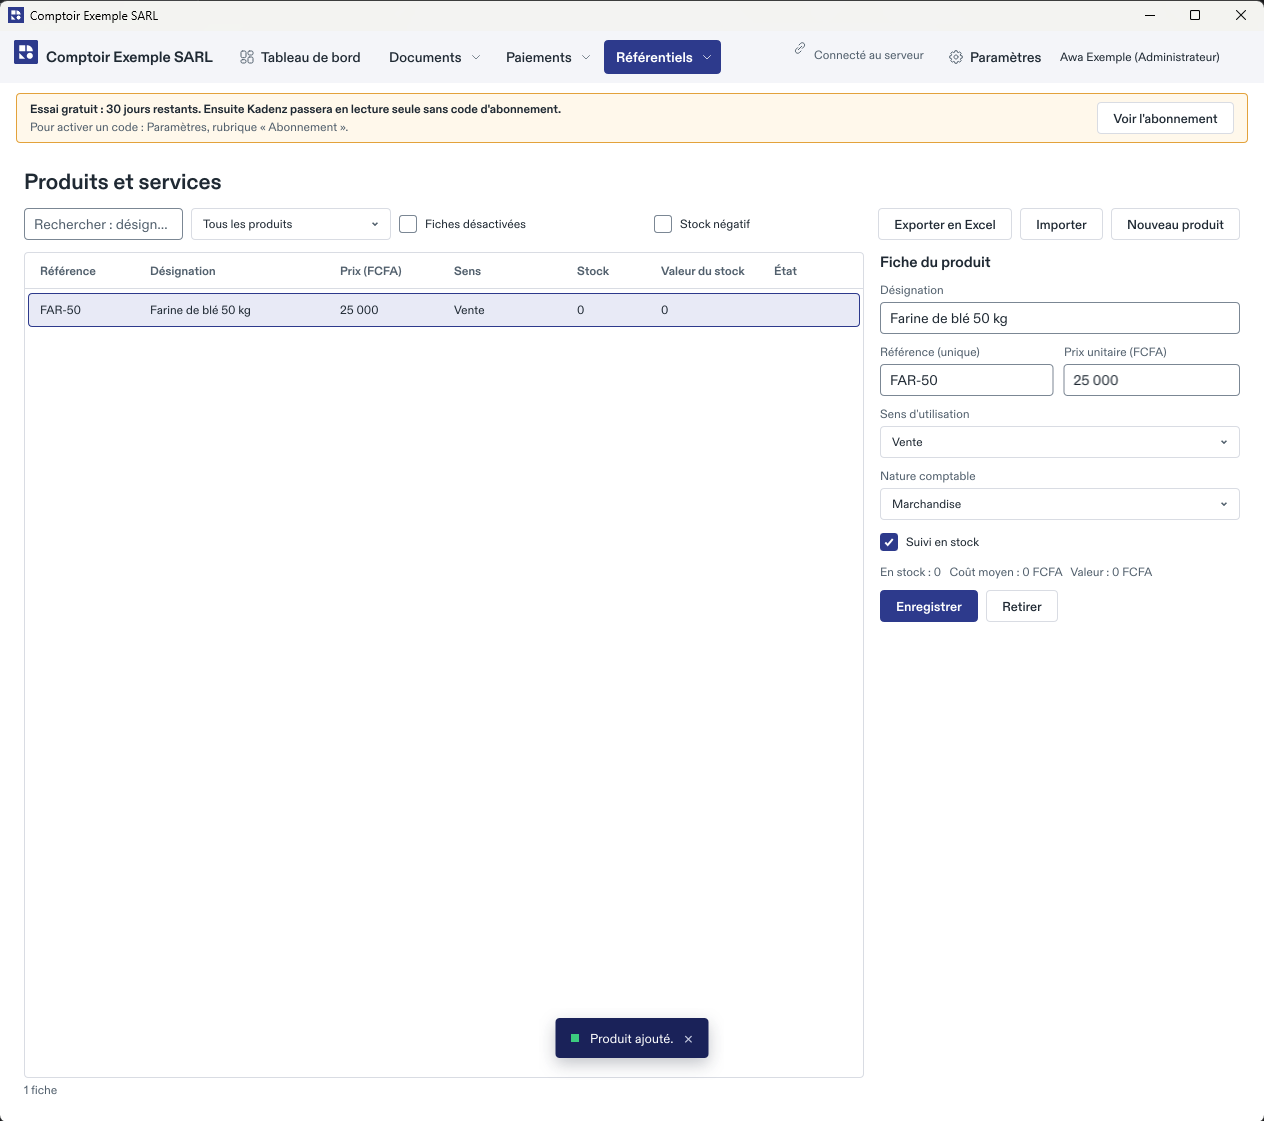 Comptoir Exemple SARL
Comptoir Exemple SARL Tableau de bord Documents Paiements Référentiels Connecté au serveur Paramètres Awa Exemple (Administrateur)
Essai gratuit : 30 jours restants. Ensuite Kadenz passera en lecture seule sans code d'abonnement.
Pour activer un code : Paramètres, rubrique « Abonnement ».
Voir l'abonnement
Produits et services
Rechercher : désign... Tous les produits Fiches désactivées Stock négatif Exporter en Excel Importer Nouveau produit
Référence Désignation Prix (FCFA) Sens Stock Valeur du stock État
FAR-50 Farine de blé 50 kg 25 000 Vente 0 0
Fiche du produit
Désignation
Farine de blé 50 kg
Référence (unique) Prix unitaire (FCFA)
FAR-50 25 000
Sens d'utilisation
Vente
Nature comptable
Marchandise
Suivi en stock
En stock : 0 Coût moyen : 0 FCFA Valeur : 0 FCFA
Enregistrer Retirer
Produit ajouté.
1 fiche